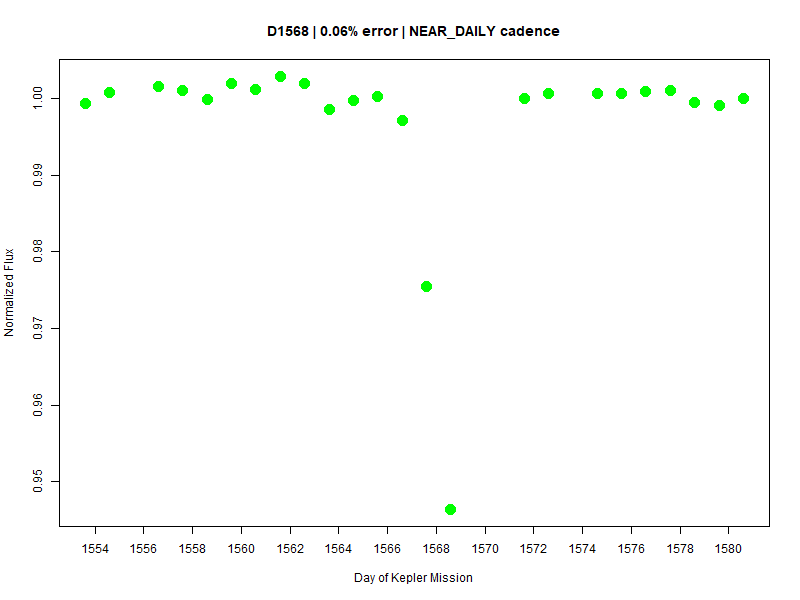 D1568 | 0.06% error | NEAR_DAILY cadence
Normalized Flux
1.00
0.99
0.98
0.97
0.96
0.95
1554 1556 1558 1560 1562 1564 1566 1568 1570 1572 1574 1576 1578 1580
Day of Kepler Mission